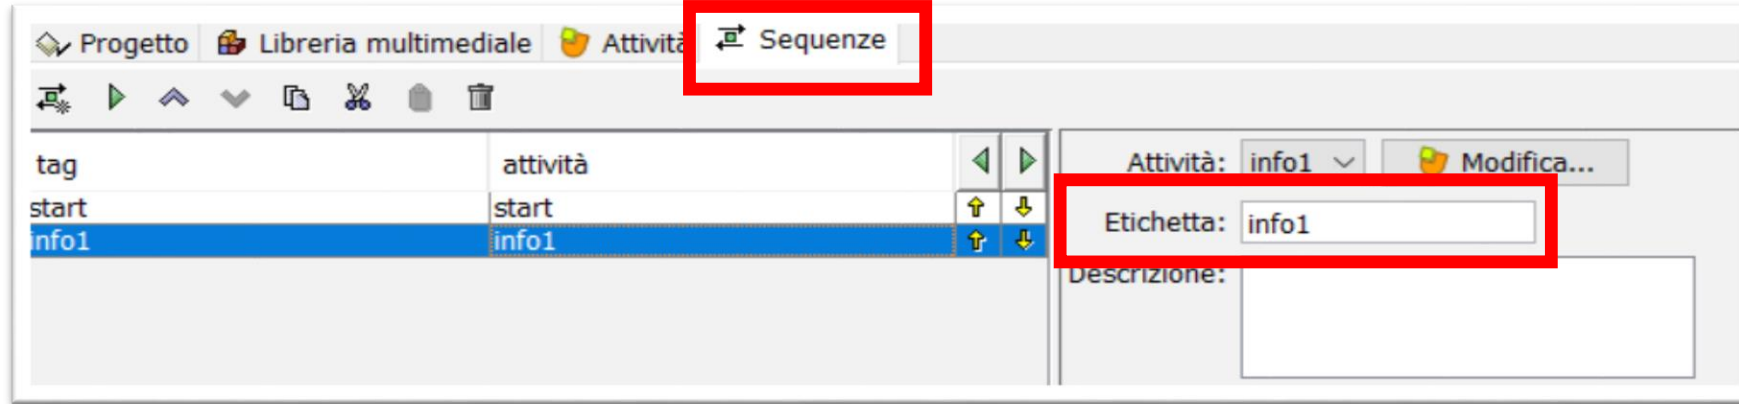 Progetto Libreria multimediale Attività Sequenze
tag attività
start start
info1 info1
Attività: info1 Modifica...
Etichetta: info1
Descrizione: